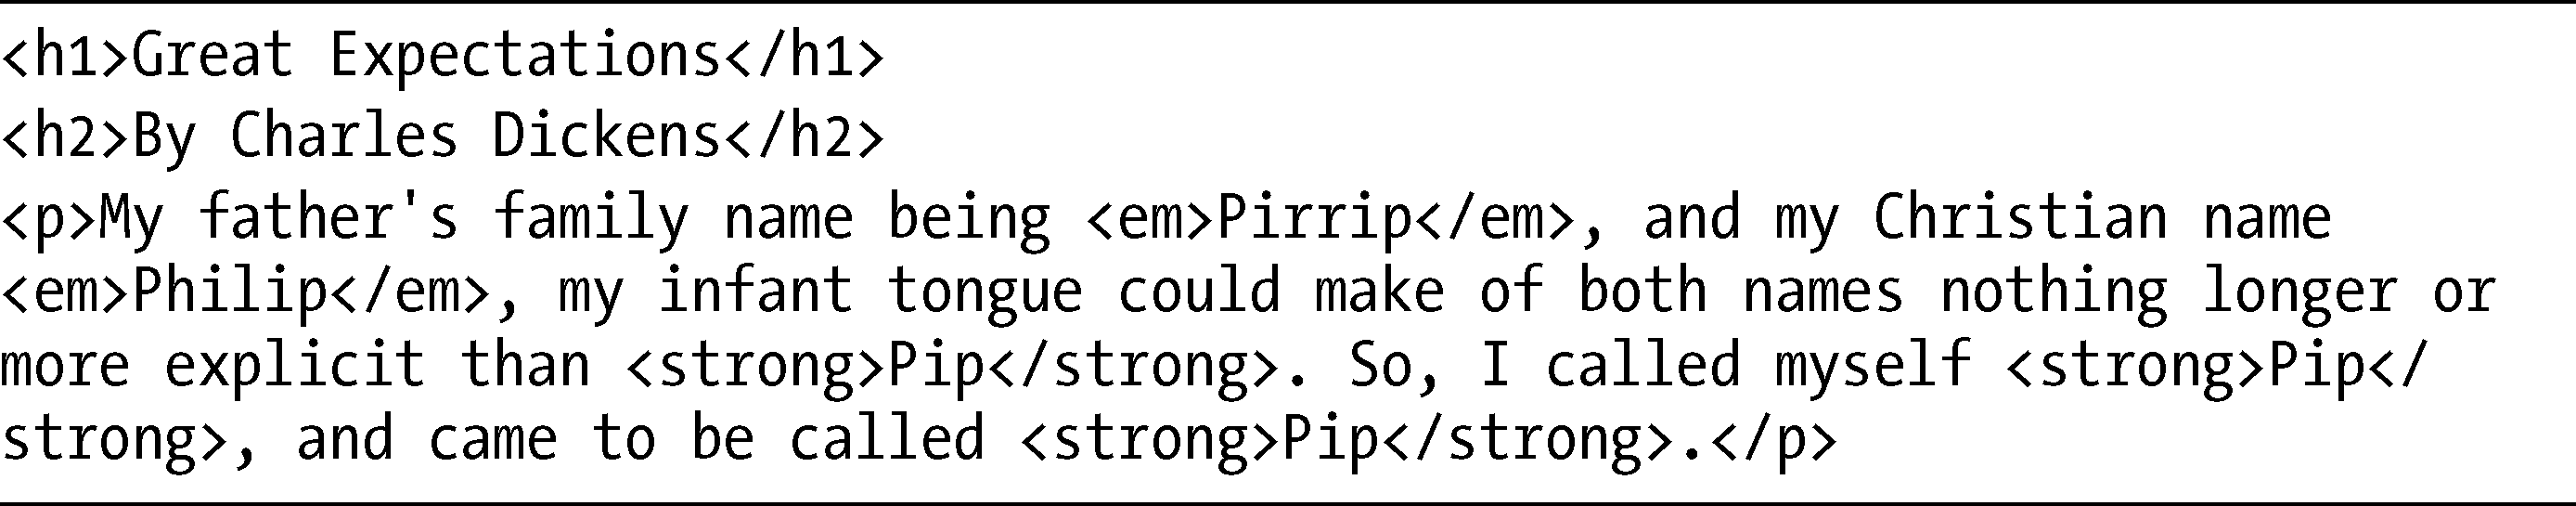 <h1>Great Expectations</h1>
<h2>By Charles Dickens</h2>
<p>My father's family name being <em>Pirrip</em>, and my Christian name
<em>Philip</em>, my infant tongue could make of both names nothing longer or
more explicit than <strong>Pip</strong>. So, I called myself <strong>Pip</
strong>, and came to be called <strong>Pip</strong>.</p>